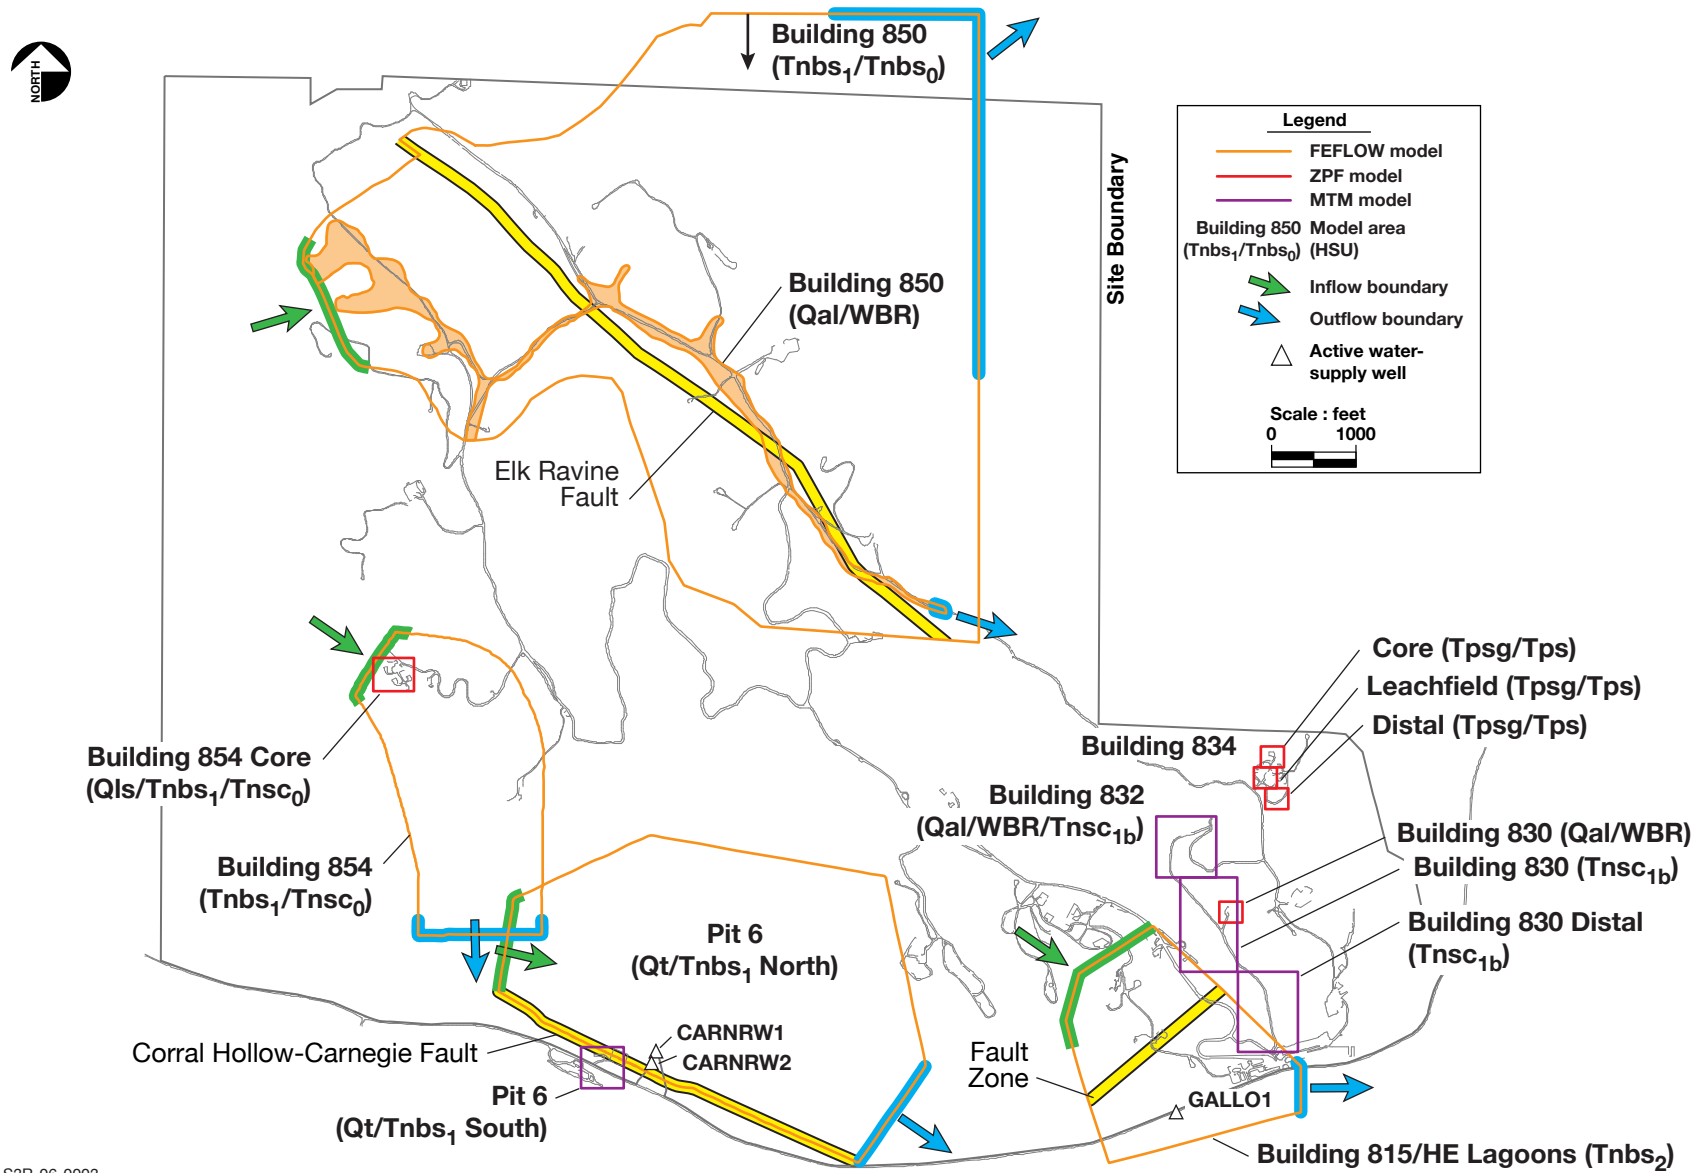 NORTH
Building 850
(Tnbs₁/Tnbs₀)
Site Boundary
Legend
FEFLOW model
ZPF model
MTM model
Building 850 Model area
(Tnbs₁/Tnbs₀) (HSU)
Inflow boundary
Outflow boundary
Active water-
supply well
Scale : feet
0 1000
Building 850
(Qal/WBR)
Elk Ravine
Fault
Core (Tpsg/Tps)
Leachfield (Tpsg/Tps)
Distal (Tpsg/Tps)
Building 834
Building 854 Core
(Qls/Tnbs₁/Tnsc₀)
Building 832
(Qal/WBR/Tnsc₁b)
Building 830 (Qal/WBR)
Building 830 (Tnsc₁b)
Building 830 Distal
(Tnsc₁b)
Building 854
(Tnbs₁/Tnsc₀)
Pit 6
(Qt/Tnbs₁ North)
CARNRW1
CARNRW2
Corral Hollow-Carnegie Fault
Fault
Zone
Pit 6
(Qt/Tnbs₁ South)
GALLO1
Building 815/HE Lagoons (Tnbs₂)